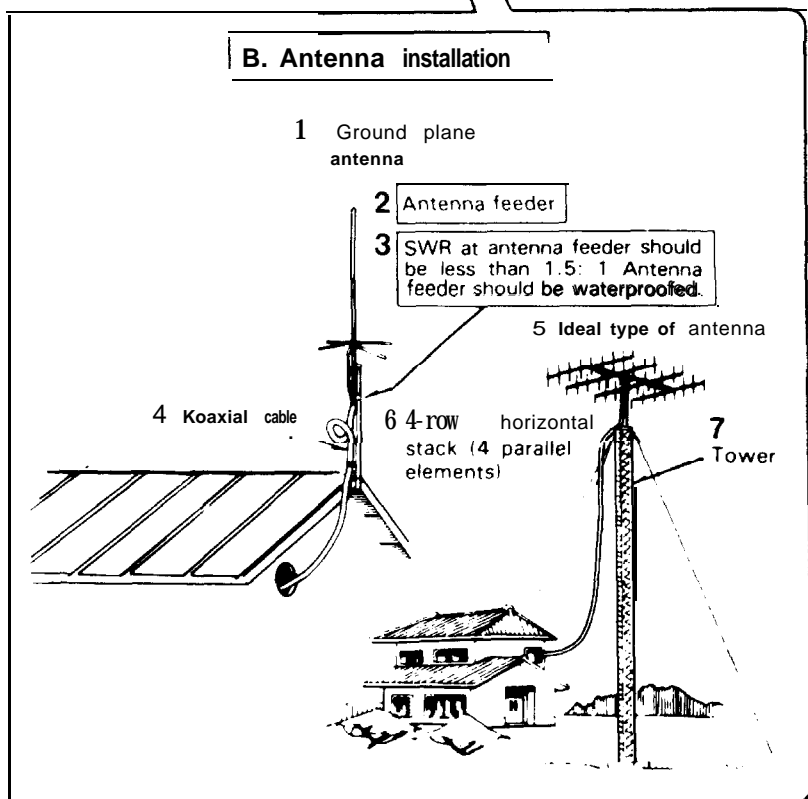 B. Antenna installation
1 Ground plane
antenna
2 Antenna feeder
3 SWR at antenna feeder should
be less than 1.5: 1 Antenna
feeder should be waterproofed.
5 Ideal type of antenna
4 Koaxial cable
6 4-row horizontal
stack (4 parallel
elements)
7
Tower